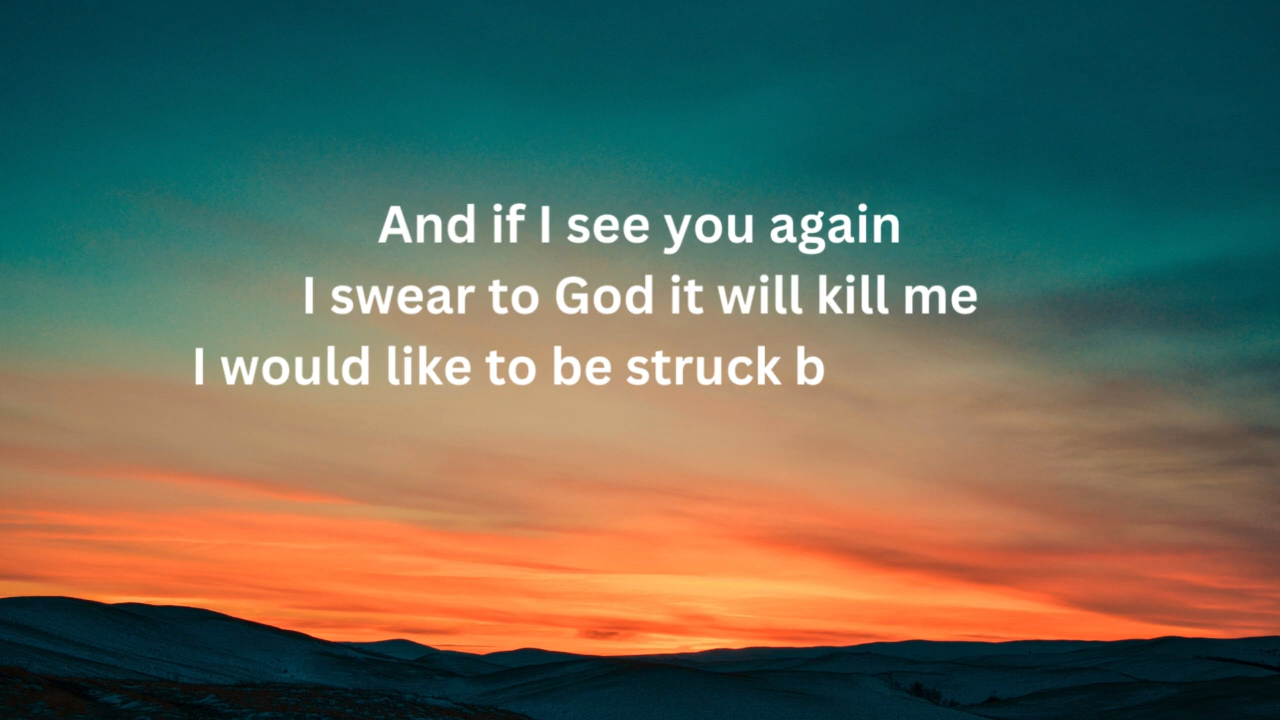 And if I see you again
I swear to God it will kill me
I would like to be struck b